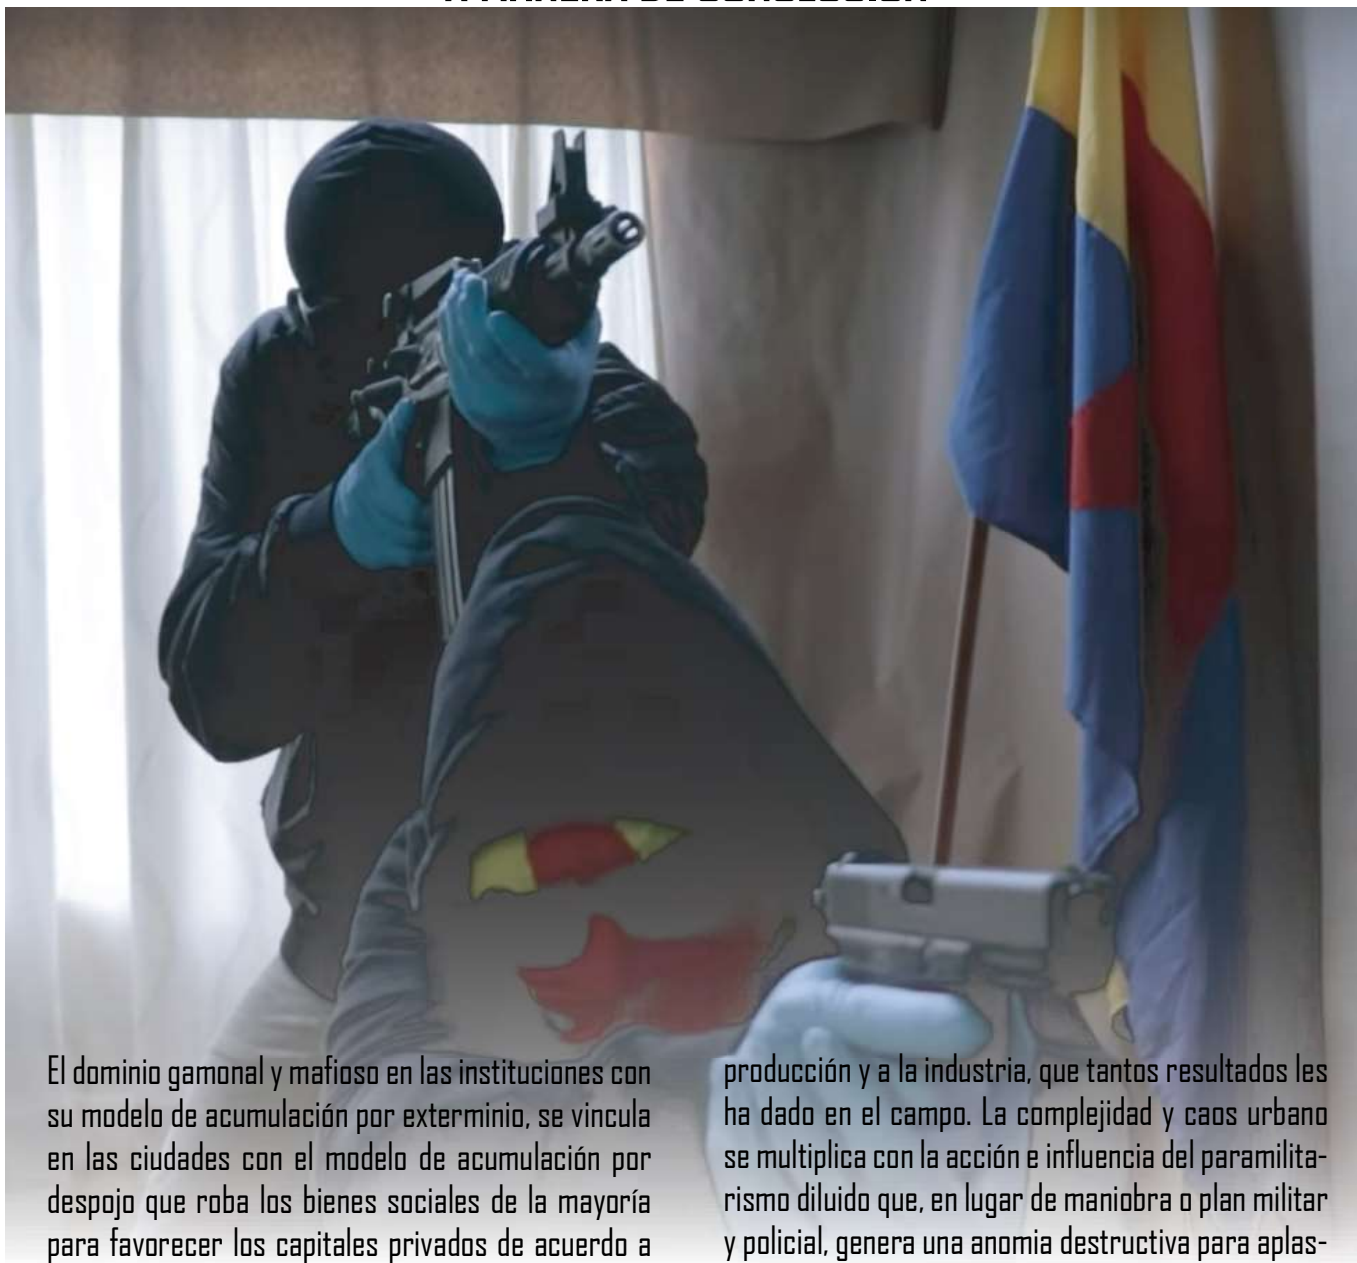 El dominio gamonal y mafioso en las instituciones con
su modelo de acumulación por exterminio, se vincula
en las ciudades con el modelo de acumulación por
despojo que roba los bienes sociales de la mayoría
para favorecer los capitales privados de acuerdo a
producción y a la industria, que tantos resultados les
ha dado en el campo. La complejidad y caos urbano
se multiplica con la acción e influencia del paramilita-
rismo diluido que, en lugar de maniobra o plan militar
y policial, genera una anomia destructiva para aplas-